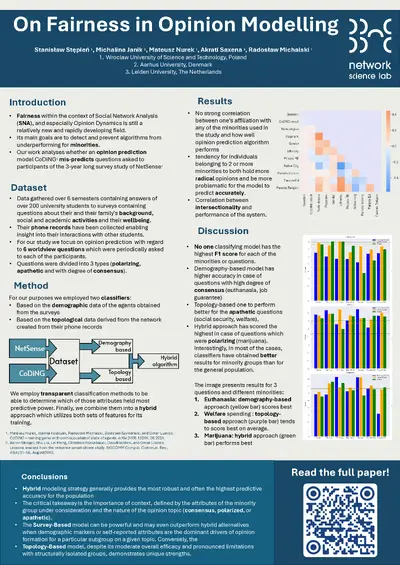 On Fairness in Opinion Modelling
Stanisław Stępień ¹, Michalina Janik ², Mateusz Nurek ¹, Akrati Saxena ³, Radosław Michalski ¹
1. Wroclaw University of Science and Technology, Poland
2. Aarhus University, Denmark
3. Leiden University, The Netherlands
network
science lab
Introduction
• Fairness within the context of Social Network Analysis
(SNA), and especially Opinion Dynamics is still a
relatively new and rapidly developing field.
• Its main goals are to detect and prevent algorithms from
underperforming for minorities.
• Our work analyses whether an opinion prediction
model CoDiNG¹ mis-predicts questions asked to
participants of the 3-year long survey study of NetSense²
Dataset
• Data gathered over 6 semesters containing answers of
over 200 university students to surveys containing
questions about their and their family's background,
social and academic activities and their wellbeing.
• Their phone records have been collected enabling
insight into their interactions with other students.
• For our study we focus on opinion prediction with regard
to 6 worldview questions which were periodically asked
to each of the participants.
• Questions were divided into 3 types (polarizing,
apathetic and with degree of consensus).
Method
For our purposes we employed two classifiers:
• Based on the demographic data of the agents obtained
from the surveys
• Based on the topological data derived from the network
created from their phone records
NetSense
CoDiNG
Dataset
Demography
based
Topology
based
Hybrid
algorithm
We employ transparent classification methods to be
able to determine which of those attributes held most
predictive power. Finally, we combine them into a hybrid
approach which utilizes both sets of features for its
training.
Results
• No strong correlation
between one's affiliation with
any of the minorities used in
the study and how well
opinion prediction algorithm
performs
• tendency for individuals
belonging to 2 or more
minorities to both hold more
radical opinions and be more
problematic for the model to
predict accurately.
• Correlation between
intersectionality and
performance of the system.
Discussion
• No one classifying model has the
highest F1 score for each of the
minorities or questions.
• Demography-based model has
higher accuracy in case of
questions with high degree of
consensus (euthanasia, job
guarantee)
• Topology-based one to perform
better for the apathetic questions
(social security, welfare).
• Hybrid approach has scored the
highest in case of questions which
were polarizing (marijuana).
• Interestingly, in most of the cases,
classifiers have obtained better
results for minority groups than for
the general population.
The image presents results for 3
questions and different minorities:
1. Euthanasia: demography-based
approach (yellow bar) scores best
2. Welfare spending: topology-
based approach (purple bar) tends
to score best on average.
3. Marijuana: hybrid approach (green
bar) performs best
Conclusions
• Hybrid modeling strategy generally provides the most robust and often the highest predictive
accuracy for the population
• The critical takeaway is the importance of context, defined by the attributes of the minority
group under consideration and the nature of the opinion topic (consensus, polarized, or
apathetic).
• The Survey-Based model can be powerful and may even outperform hybrid alternatives
when demographic markers or self-reported attributes are the dominant drivers of opinion
formation for a particular subgroup on a given topic. Conversely, the
• Topology-Based model, despite its moderate overall efficacy and pronounced limitations
with structurally isolated groups, demonstrates unique strengths.
Read the full paper!